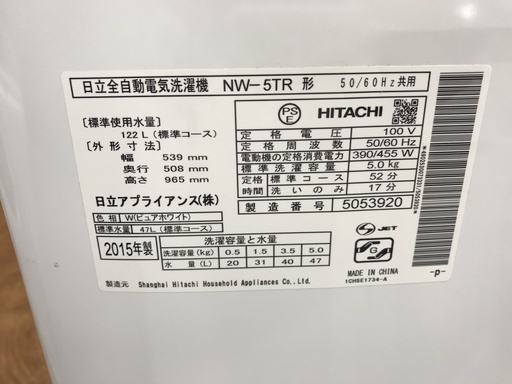 日立全自動電気洗濯機 NW-5TR 形 50/60Hz共用
[標準使用水量]
122L(標準コース)
[外形寸法]
幅 539 mm
奥行 508 mm
高さ 965 mm
日立アプライアンス(株)
色相 W(ピュアホワイト)
標準水量 47L(標準コース)
PS E HITACHI
定格電圧 100 V
定格周波数 50/60 Hz
電動機の定格消費電力 390/455 W
標準洗濯容量 5.0 kg
定格時間 標準コース 52 分
洗いのみ 17 分
製造番号 5053920
2015年製
洗濯容量と水量
洗濯容量(kg) 0.5 1.5 3.5 5.0
水量(L) 20 31 40 47
JET
MADE IN CHINA
1CHSE1734-A
-p-
製造元 Shanghai Hitachi Household Appliances Co., Ltd.